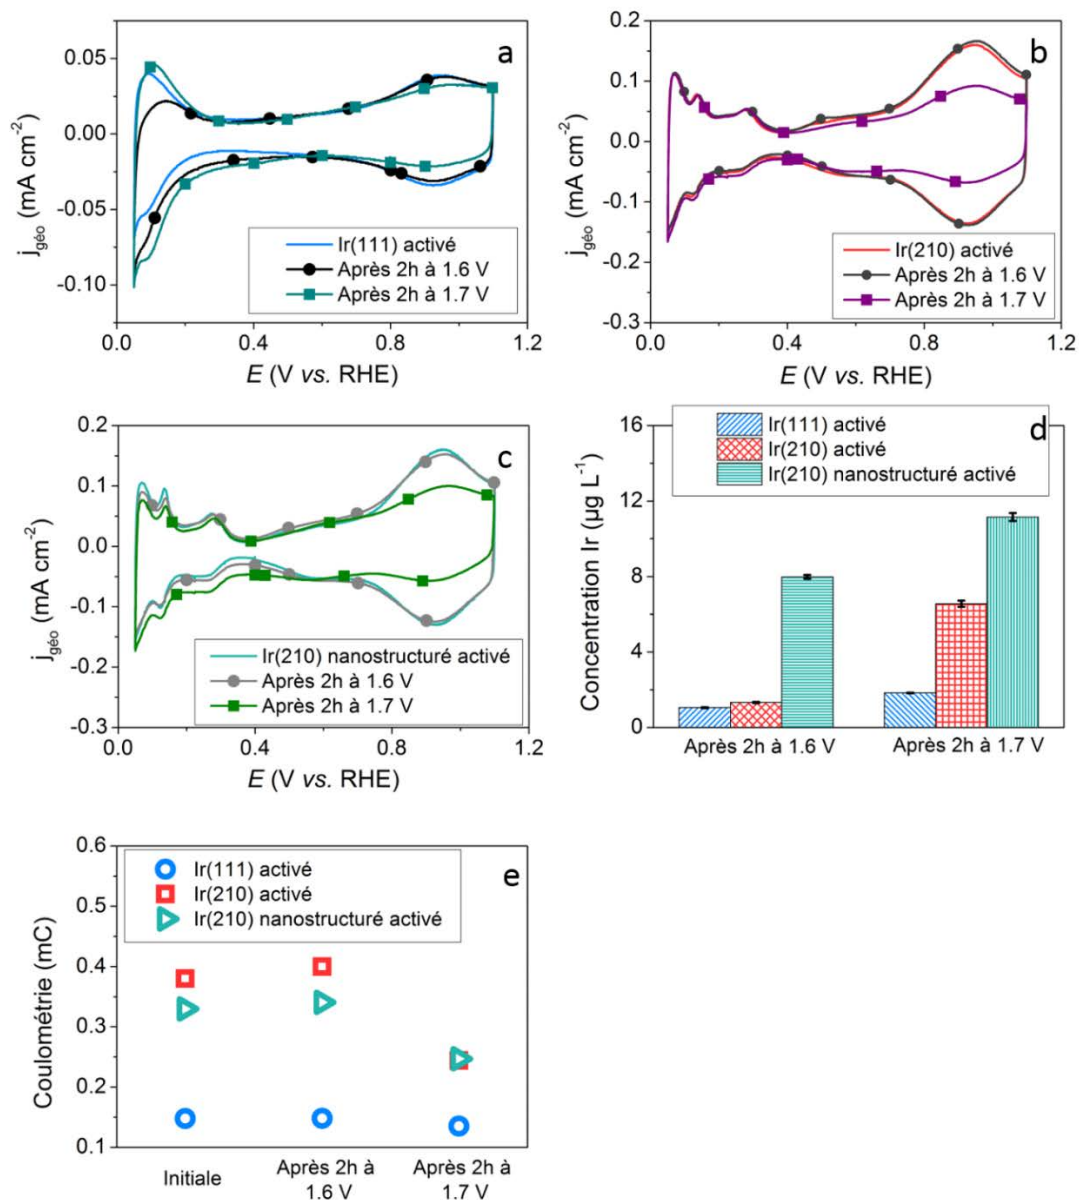 a
0.05
0.00
-0.05
-0.10
j_géo (mA cm⁻²)
Ir(111) activé
Après 2h à 1.6 V
Après 2h à 1.7 V
0.0 0.4 0.8 1.2
E (V vs. RHE)
b
0.2
0.1
0.0
-0.1
-0.2
-0.3
j_géo (mA cm⁻²)
Ir(210) activé
Après 2h à 1.6 V
Après 2h à 1.7 V
0.0 0.4 0.8 1.2
E (V vs. RHE)
c
0.2
0.1
0.0
-0.1
-0.2
-0.3
j_géo (mA cm⁻²)
Ir(210) nanostructuré activé
Après 2h à 1.6 V
Après 2h à 1.7 V
0.0 0.4 0.8 1.2
E (V vs. RHE)
d
Ir(111) activé
Ir(210) activé
Ir(210) nanostructuré activé
16
12
8
4
0
Concentration Ir (µg L⁻¹)
Après 2h à 1.6 V Après 2h à 1.7 V
e
Ir(111) activé
Ir(210) activé
Ir(210) nanostructuré activé
0.6
0.5
0.4
0.3
0.2
0.1
Coulométrie (mC)
Initiale
Après 2h à
1.6 V
Après 2h à
1.7 V